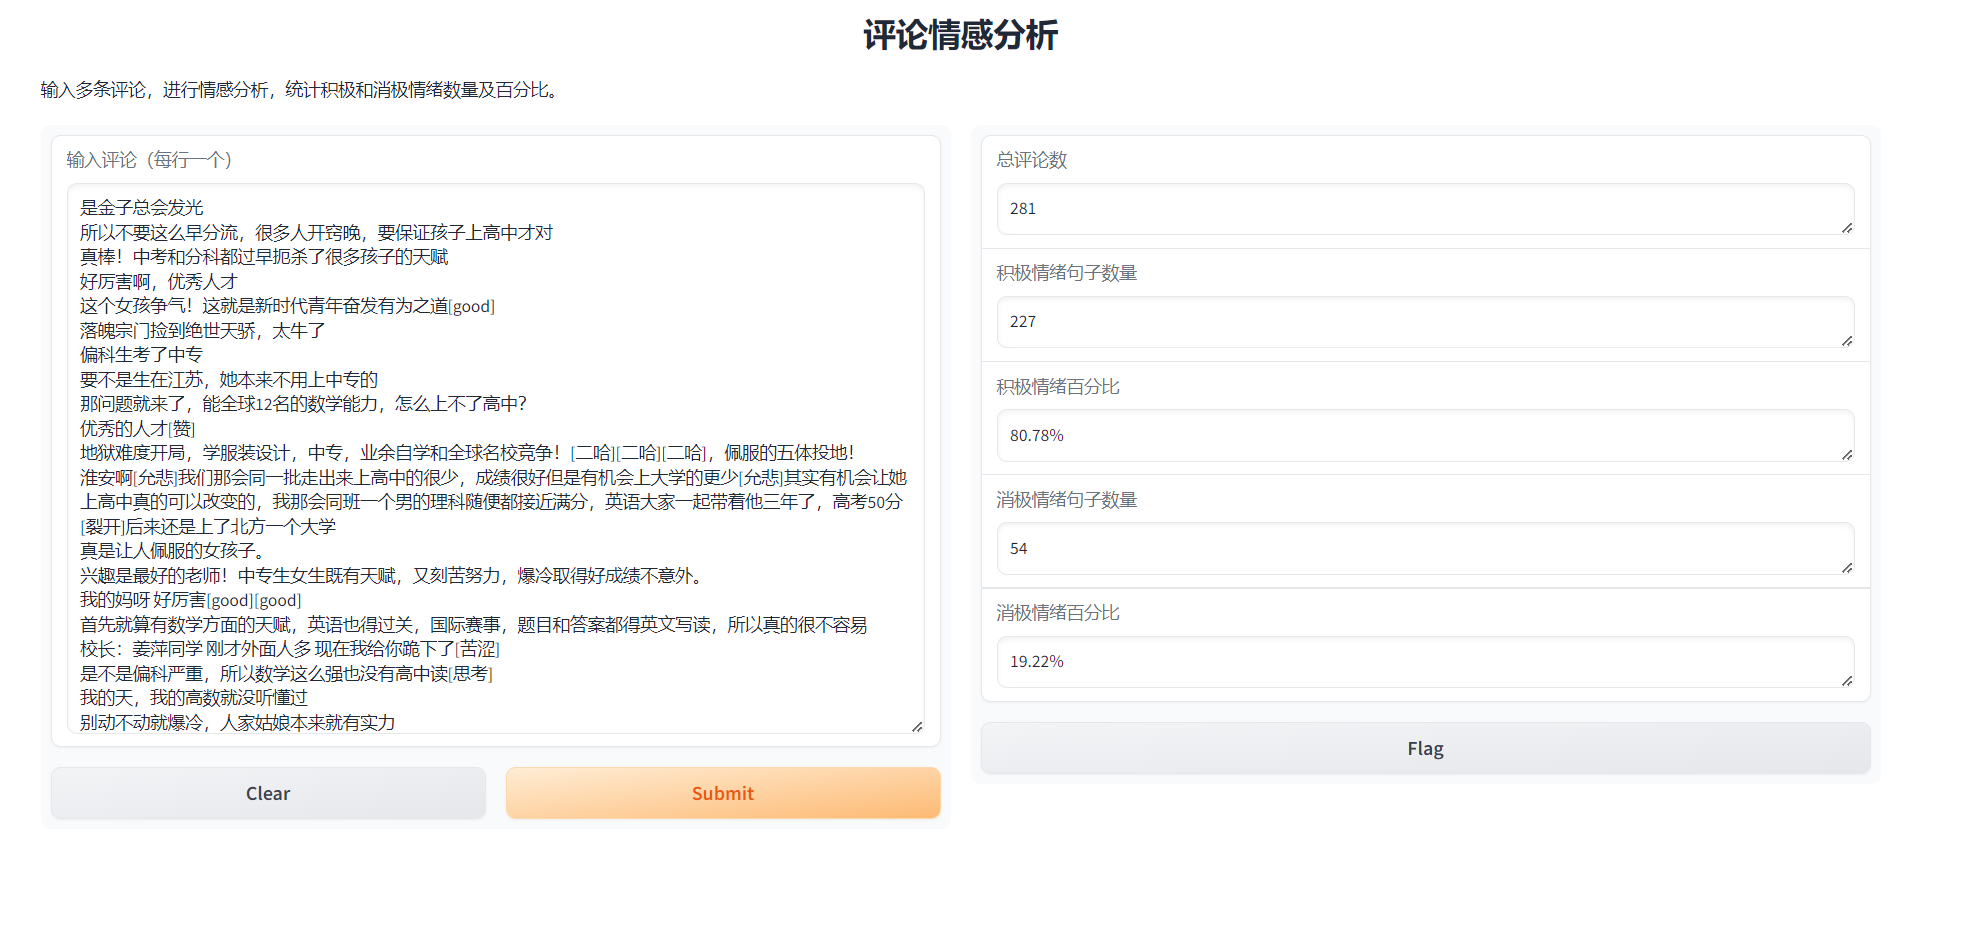 评论情感分析
输入多条评论，进行情感分析，统计积极和消极情绪数量及百分比。
输入评论（每行一个）
是金子总会发光
所以不要这么早分流，很多人开窍晚，要保证孩子上高中才对
真棒！中考和分科都过早扼杀了很多孩子的天赋
好厉害啊，优秀人才
这个女孩争气！这就是新时代青年奋发有为之道[good]
落魄宗门捡到绝世天骄，太牛了
偏科生考了中专
要不是生在江苏，她本来不用上中专的
那问题就来了，能全球12名的数学能力，怎么上不了高中？
优秀的人才[赞]
地狱难度开局，学服装设计，中专，业余自学和全球名校竞争！[二哈][二哈][二哈]，佩服的五体投地！
淮安啊[允悲]我们那会同一批走出来上高中的很少，成绩很好但是有机会上大学的更少[允悲]其实有机会让她
上高中真的可以改变的，我那会同班一个男的理科随便都接近满分，英语大家一起带着他三年了，高考50分
[裂开]后来还是上了北方一个大学
真是让人佩服的女孩子。
兴趣是最好的老师！中专生女生既有天赋，又刻苦努力，爆冷取得好成绩不意外。
我的妈呀 好厉害[good][good]
首先就算有数学方面的天赋，英语也得过关，国际赛事，题目和答案都得英文写读，所以真的很不容易
校长：姜萍同学 刚才外面人多 现在我给你跪下了[苦涩]
是不是偏科严重，所以数学这么强也没有高中读[思考]
我的天，我的高数就没听懂过
别动不动就爆冷，人家姑娘本来就有实力
Clear
Submit
总评论数
281
积极情绪句子数量
227
积极情绪百分比
80.78%
消极情绪句子数量
54
消极情绪百分比
19.22%
Flag